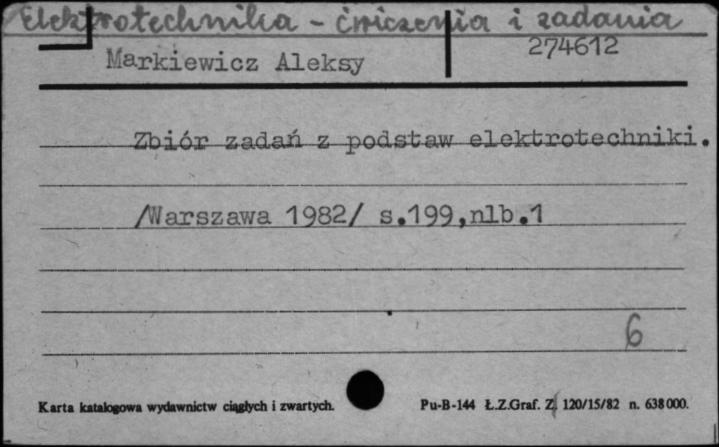 Elektrotechnika - ćwiczenia i zadania
274612
Markiewicz Aleksy
Zbiór zadań z podstaw elektrotechniki.
/Warszawa 1982/ s.199,nlb.1
6
Karta katalogowa wydawnictw ciągłych i zwartych. Pu-B-144 Ł.Z.Graf. Z. 120/15/82 n. 638000.